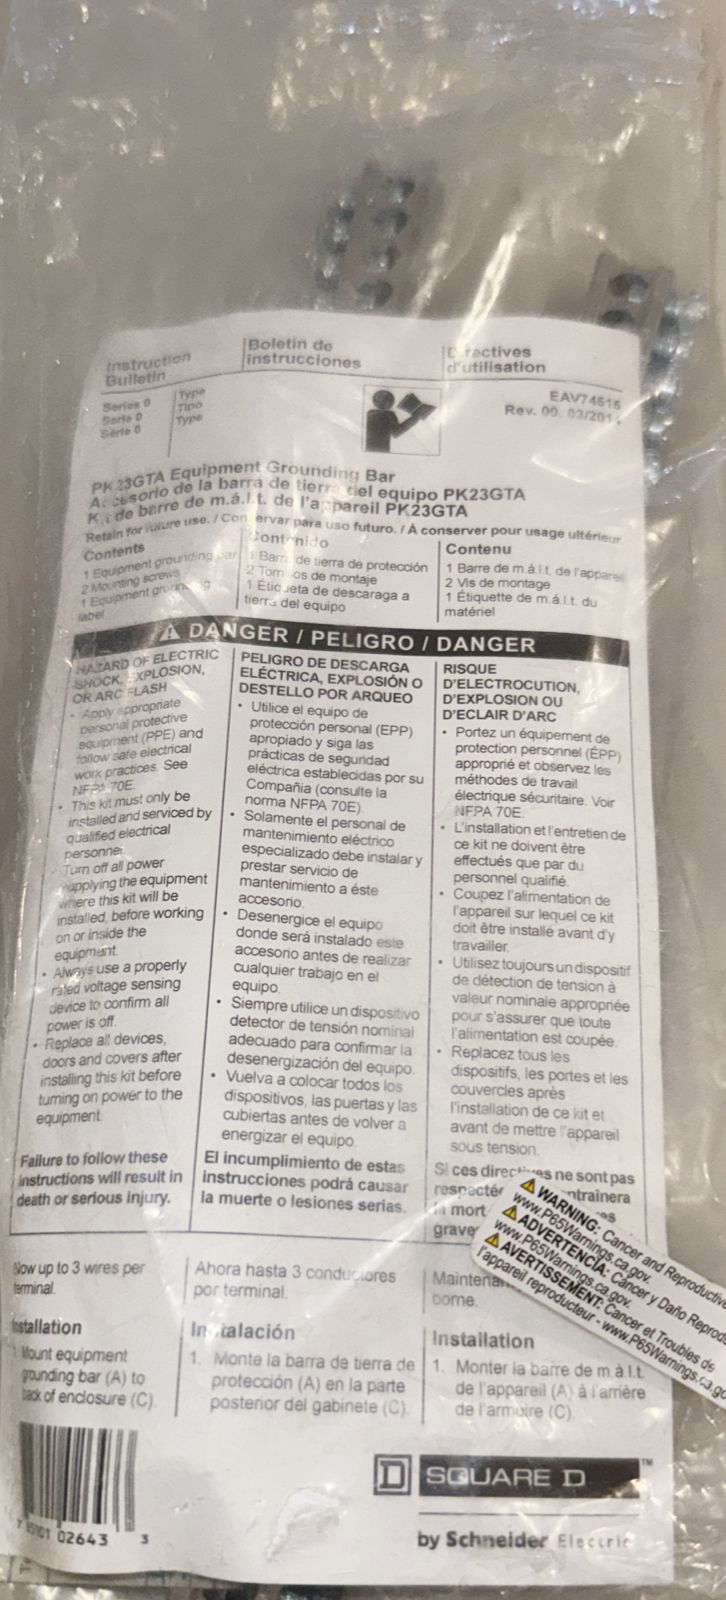 Instruction
Bulletin
Boletín de
instrucciones
Directives
d'utilisation
Series D
Serie D
Série D
Type
Tipo
Type
EAV74516
Rev. 00, 03/201
PK23GTA Equipment Grounding Bar
Accesorio de la barra de tierra del equipo PK23GTA
Kit de barre de m.à.l.t. de l'appareil PK23GTA
Retain for future use. / Conservar para uso futuro. / À conserver pour usage ultérieur.
Contents
1 Equipment grounding bar
2 Mounting screws
1 Equipment grounding
label
Contenido
1 Barra de tierra de protección
2 Tornillos de montaje
1 Etiqueta de descaraga a
tierra del equipo
Contenu
1 Barre de m.à.l.t. de l'appareil
2 Vis de montage
1 Étiquette de m.à.l.t. du
matériel
DANGER / PELIGRO / DANGER
HAZARD OF ELECTRIC
SHOCK, EXPLOSION,
OR ARC FLASH
• Apply appropriate
personal protective
equipment (PPE) and
follow safe electrical
work practices. See
NFPA 70E.
• This kit must only be
installed and serviced by
qualified electrical
personnel.
Turn off all power
supplying the equipment
where this kit will be
installed, before working
on or inside the
equipment.
• Always use a properly
rated voltage sensing
device to confirm all
power is off.
• Replace all devices,
doors and covers after
installing this kit before
turning on power to the
equipment.
Failure to follow these
instructions will result in
death or serious injury.
PELIGRO DE DESCARGA
ELÉCTRICA, EXPLOSIÓN O
DESTELLO POR ARQUEO
• Utilice el equipo de
protección personal (EPP)
apropiado y siga las
prácticas de seguridad
eléctrica establecidas por su
Compañía (consulte la
norma NFPA 70E).
• Solamente el personal de
mantenimiento eléctrico
especializado debe instalar y
prestar servicio de
mantenimiento a éste
accesorio.
• Desenergice el equipo
donde será instalado este
accesorio antes de realizar
cualquier trabajo en el
equipo.
• Siempre utilice un dispositivo
detector de tensión nominal
adecuado para confirmar la
desenergización del equipo.
• Vuelva a colocar todos los
dispositivos, las puertas y las
cubiertas antes de volver a
energizar el equipo.
El incumplimiento de estas
instrucciones podrá causar
la muerte o lesiones serias.
RISQUE
D'ELECTROCUTION,
D'EXPLOSION OU
D'ECLAIR D'ARC
• Portez un équipement de
protection personnel (ÉPP)
approprié et observez les
méthodes de travail
électrique sécuritaire. Voir
NFPA 70E.
• L'installation et l'entretien de
ce kit ne doivent être
effectués que par du
personnel qualifié.
• Coupez l'alimentation de
l'appareil sur lequel ce kit
doit être installé avant d'y
travailler.
• Utilisez toujours un dispositif
de détection de tension à
valeur nominale appropriée
pour s'assurer que toute
l'alimentation est coupée.
• Replacez tous les
dispositifs, les portes et les
couvercles après
l'installation de ce kit et
avant de mettre l'appareil
sous tension.
Si ces directives ne sont pas
la mort
WARNING: Cancer and Reproductive
www.P65Warnings.ca.gov.
ADVERTENCIA: Cáncer y Daño Reprodu
www.P65Warnings.ca.gov.
AVERTISSEMENT: Cancer et Troubles de
l'appareil reproducteur - www.P65Warnings.ca.go
Now up to 3 wires per
terminal.
Ahora hasta 3 conductores
por terminal.
borne.
Installation
1. Mount equipment
grounding bar (A) to
back of enclosure (C).
Instalación
1. Monte la barra de tierra de
protección (A) en la parte
posterior del gabinete (C).
Installation
1. Monter la barre de m.à.l.t.
de l'appareil (A) à l'arrière
de l'armoire (C)
02643 3
D SQUARE D ™
by Schneider Electric